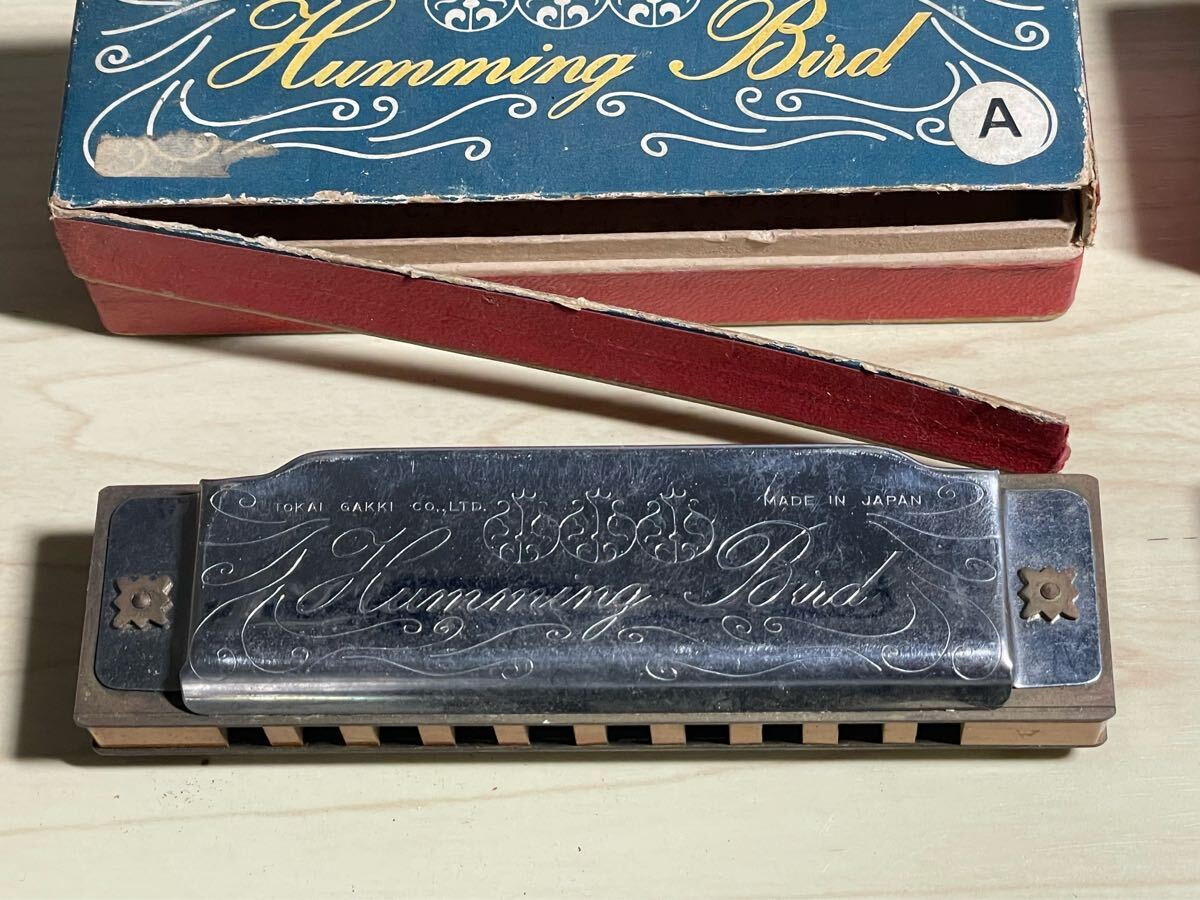 Humming Bird
A
TOKAI GAKKI CO.,LTD. MADE IN JAPAN
Humming Bird